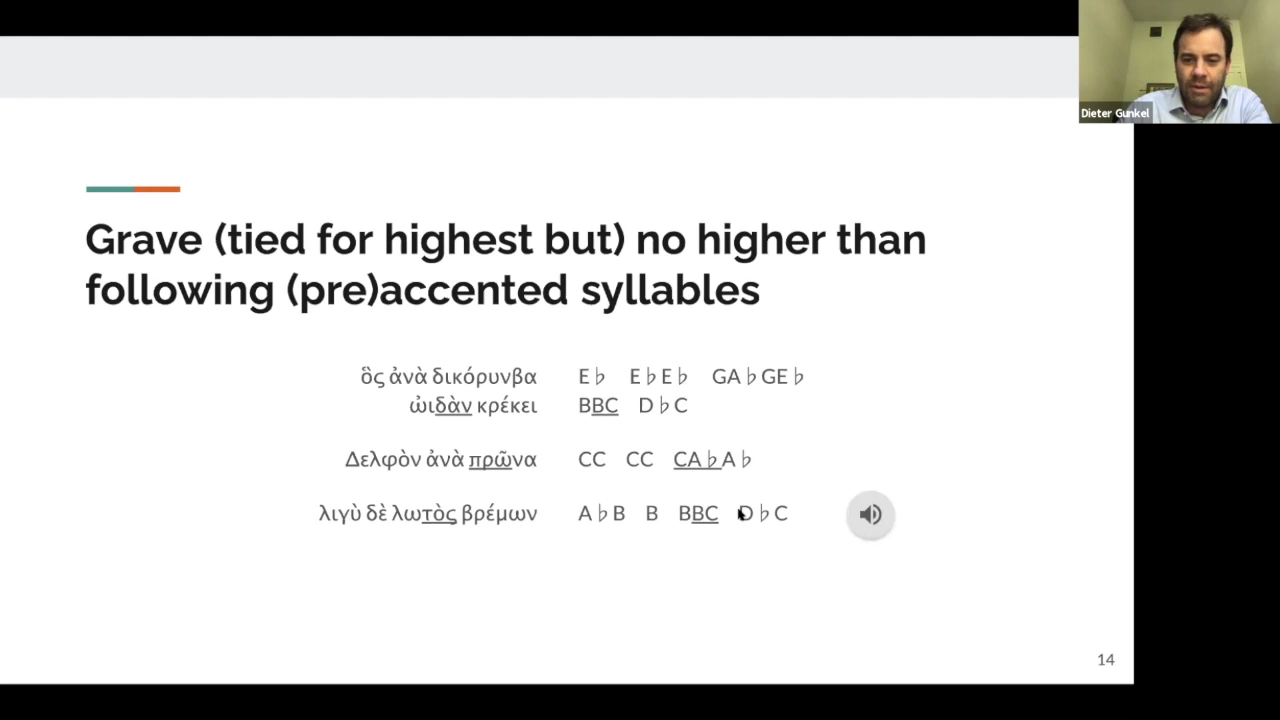 Dieter Gunkel
Grave (tied for highest but) no higher than
following (pre)accented syllables
ὃς ἀνὰ δικόρυνβα E♭ E♭E♭ GA♭GE♭
ὠιδὰν κρέκει BBC D♭C
Δελφὸν ἀνὰ πρῶνα CC CC CA♭A♭
λιγὺ δὲ λωτὸς βρέμων A♭B B BBC D♭C
14